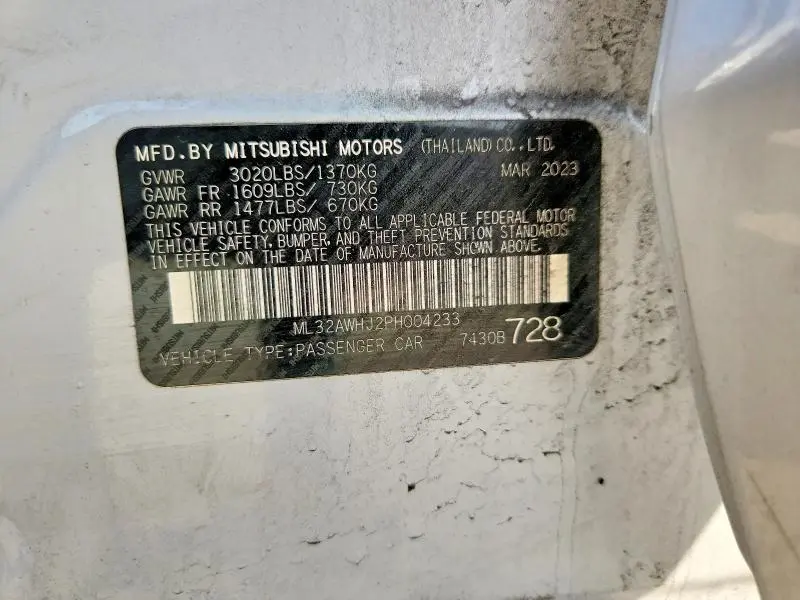 MFD.BY MITSUBISHI MOTORS (THAILAND) CO., LTD.
GVWR 3020LBS/1370KG MAR 2023
GAWR FR 1609LBS/ 730KG
GAWR RR 1477LBS/ 670KG
THIS VEHICLE CONFORMS TO ALL APPLICABLE FEDERAL MOTOR
VEHICLE SAFETY, BUMPER, AND THEFT PREVENTION STANDARDS
IN EFFECT ON THE DATE OF MANUFACTURE SHOWN ABOVE.
ML32AWHJ2PH004233
VEHICLE TYPE:PASSENGER CAR 7430B 728